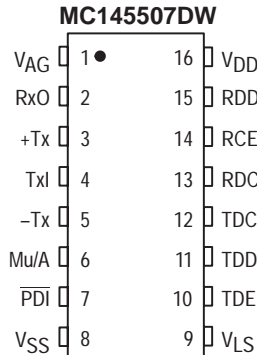 MC145507DW
VAG 1 16 VDD
RxO 2 15 RDD
+Tx 3 14 RCE
TxI 4 13 RDC
–Tx 5 12 TDC
Mu/A 6 11 TDD
PDI 7 10 TDE
VSS 8 9 VLS